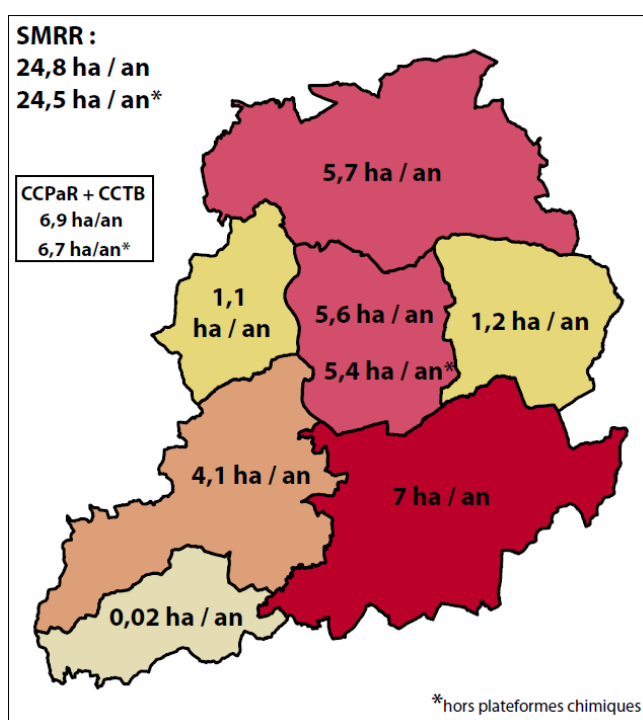 SMRR :
24,8 ha / an
24,5 ha / an*
CCPaR + CCTB
6,9 ha/an
6,7 ha/an*
5,7 ha / an
1,1
ha / an
5,6 ha / an
5,4 ha / an*
1,2 ha / an
4,1 ha / an
7 ha / an
0,02 ha / an
*hors plateformes chimiques